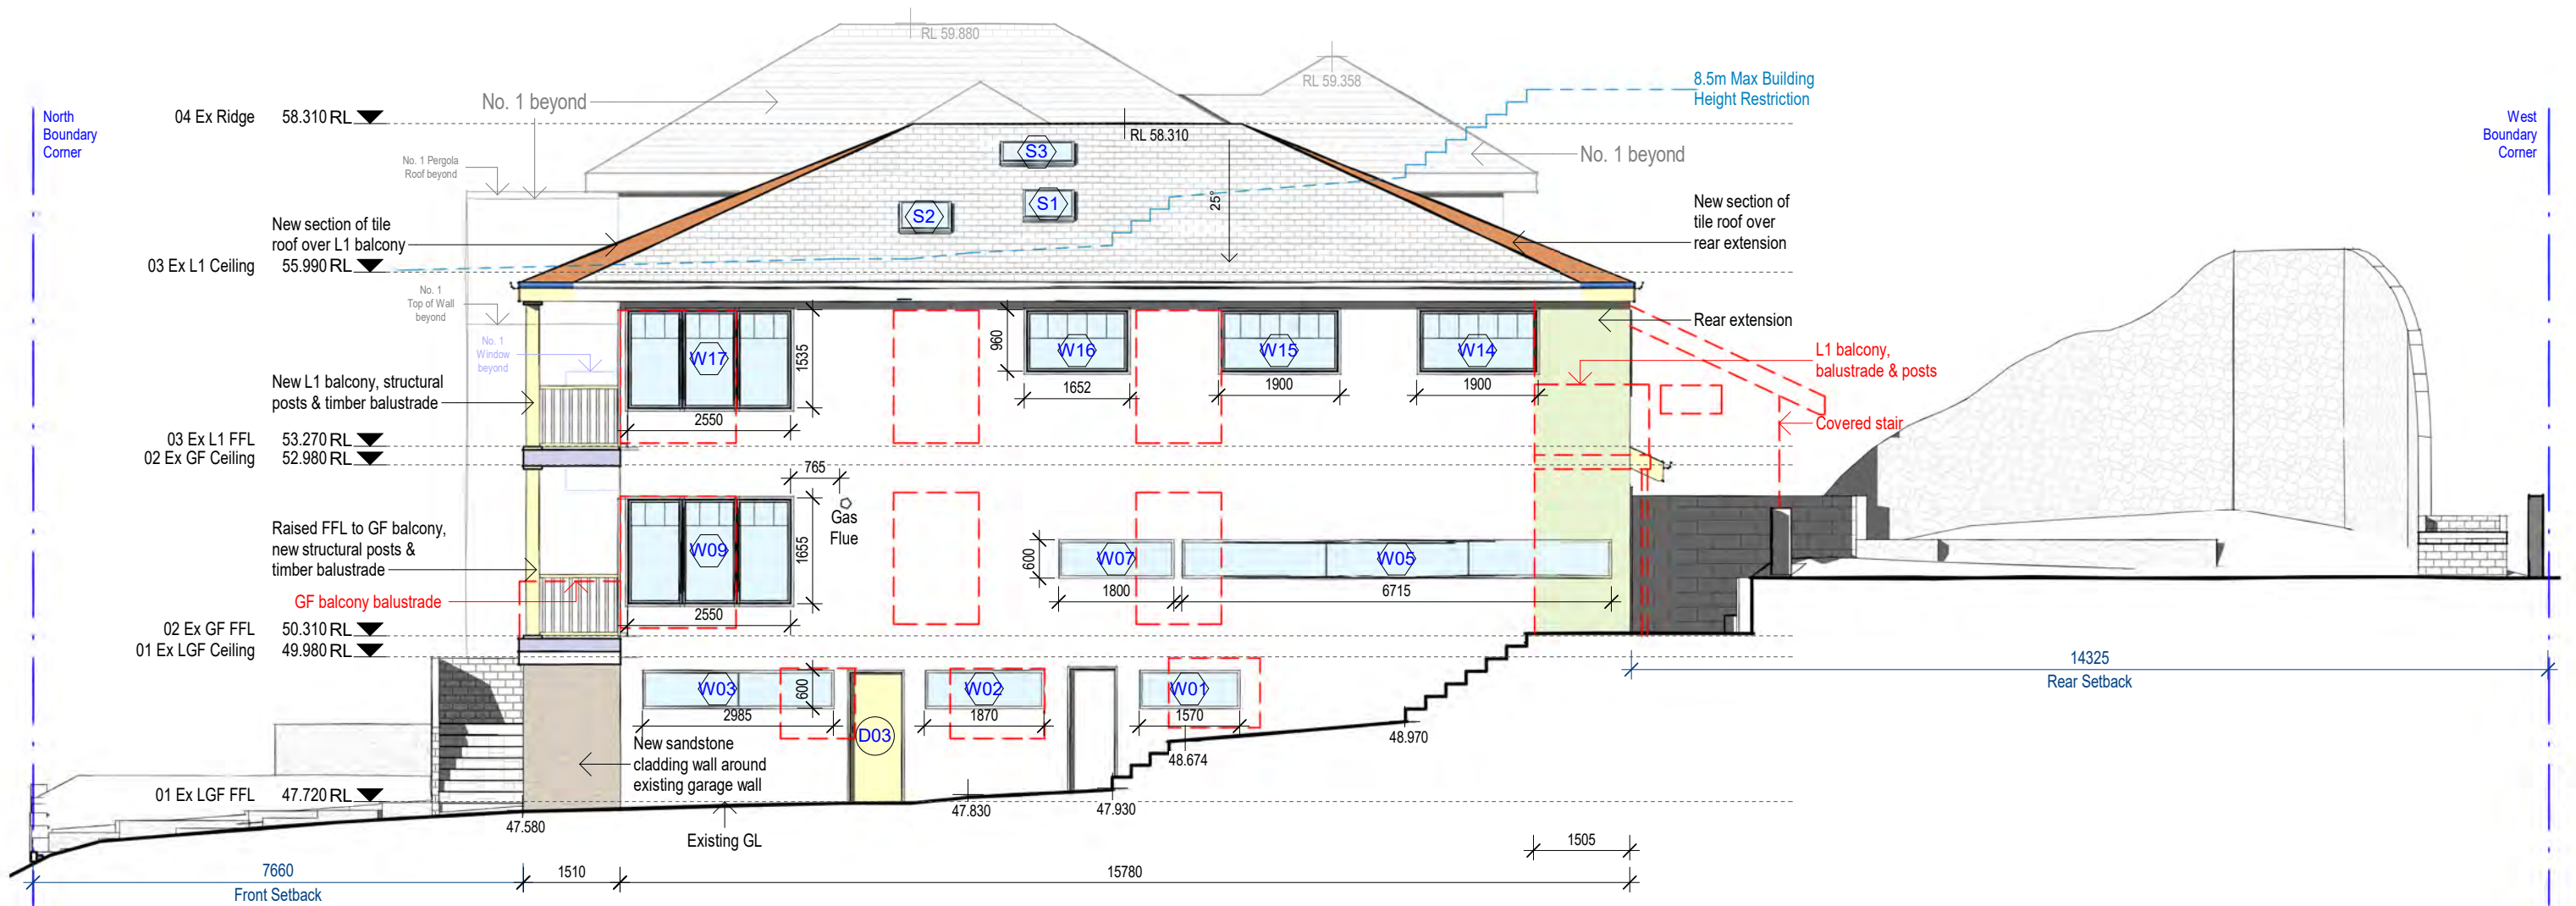 RL 59.880
RL 59.358
8.5m Max Building
Height Restriction
No. 1 beyond
04 Ex Ridge 58.310 RL
North
Boundary
Corner
West
Boundary
Corner
RL 58.310
S3
No. 1 beyond
No. 1 Pergola
Roof beyond
25°
S1
S2
New section of tile
roof over L1 balcony
New section of
tile roof over
rear extension
03 Ex L1 Ceiling 55.990 RL
No. 1
Top of Wall
beyond
Rear extension
No. 1
Window
beyond
W17
1535
960
W16
W15
W14
L1 balcony,
balustrade & posts
New L1 balcony, structural
posts & timber balustrade
1652
1900
1900
2550
Covered stair
03 Ex L1 FFL 53.270 RL
02 Ex GF Ceiling 52.980 RL
765
Gas
Flue
Raised FFL to GF balcony,
new structural posts &
timber balustrade
W09
1655
600
W07
W05
1800
6715
GF balcony balustrade
2550
02 Ex GF FFL 50.310 RL
01 Ex LGF Ceiling 49.980 RL
14325
Rear Setback
W03
600
W02
W01
2985
1870
1570
D03
New sandstone
cladding wall around
existing garage wall
48.970
48.674
01 Ex LGF FFL 47.720 RL
47.580
47.830
47.930
Existing GL
1505
7660
Front Setback
1510
15780